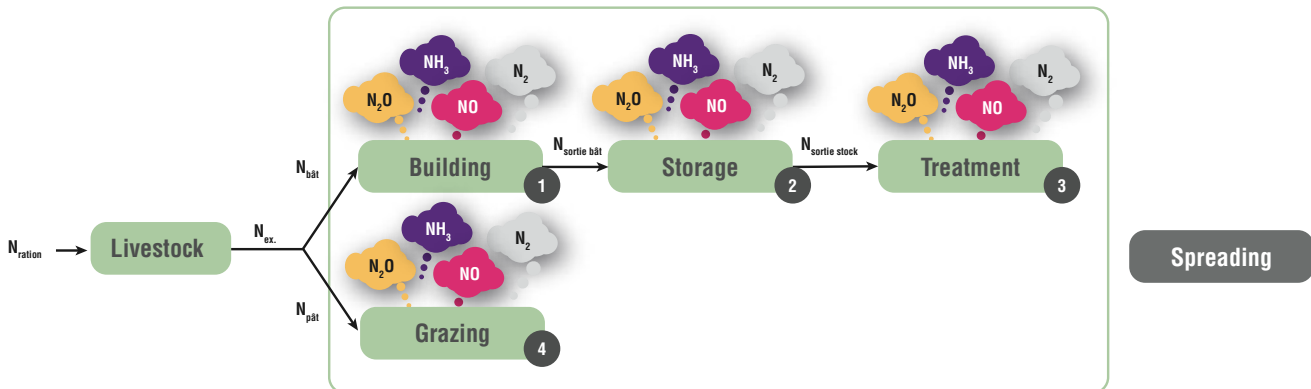 NH3
N2
N2O
NO
NH3
N2
N2O
NO
NH3
N2
N2O
NO
Nbât
Building
1
Nsortie bât
Storage
2
Nsortie stock
Treatment
3
Nration
Livestock
Nex.
NH3
N2
N2O
NO
Npât
Grazing
4
Spreading